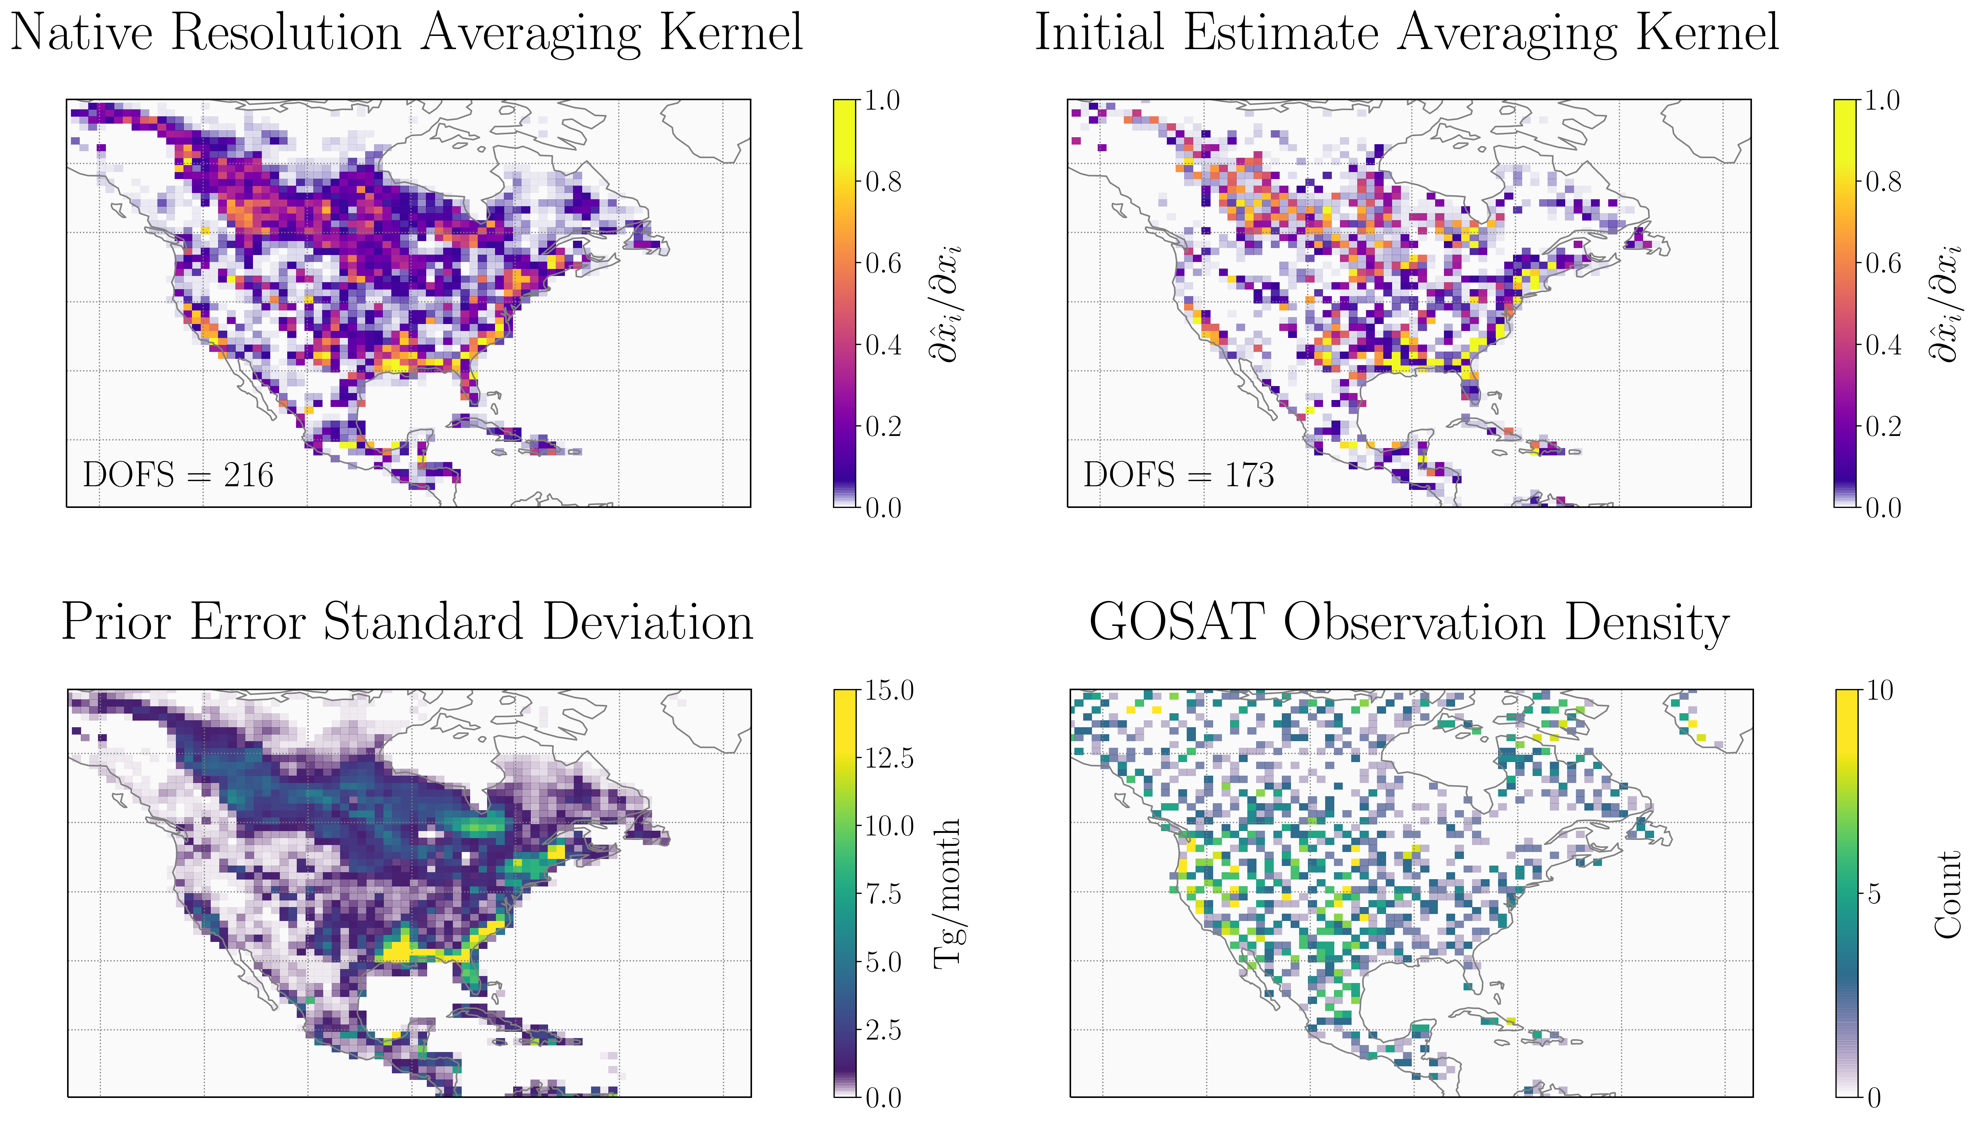 Native Resolution Averaging Kernel
Initial Estimate Averaging Kernel
1.0
0.8
0.6
0.4
0.2
0.0
∂x̂ᵢ/∂xᵢ
DOFS = 216
1.0
0.8
0.6
0.4
0.2
0.0
∂x̂ᵢ/∂xᵢ
DOFS = 173
Prior Error Standard Deviation
GOSAT Observation Density
15.0
12.5
10.0
7.5
5.0
2.5
0.0
Tg/month
10
5
0
Count